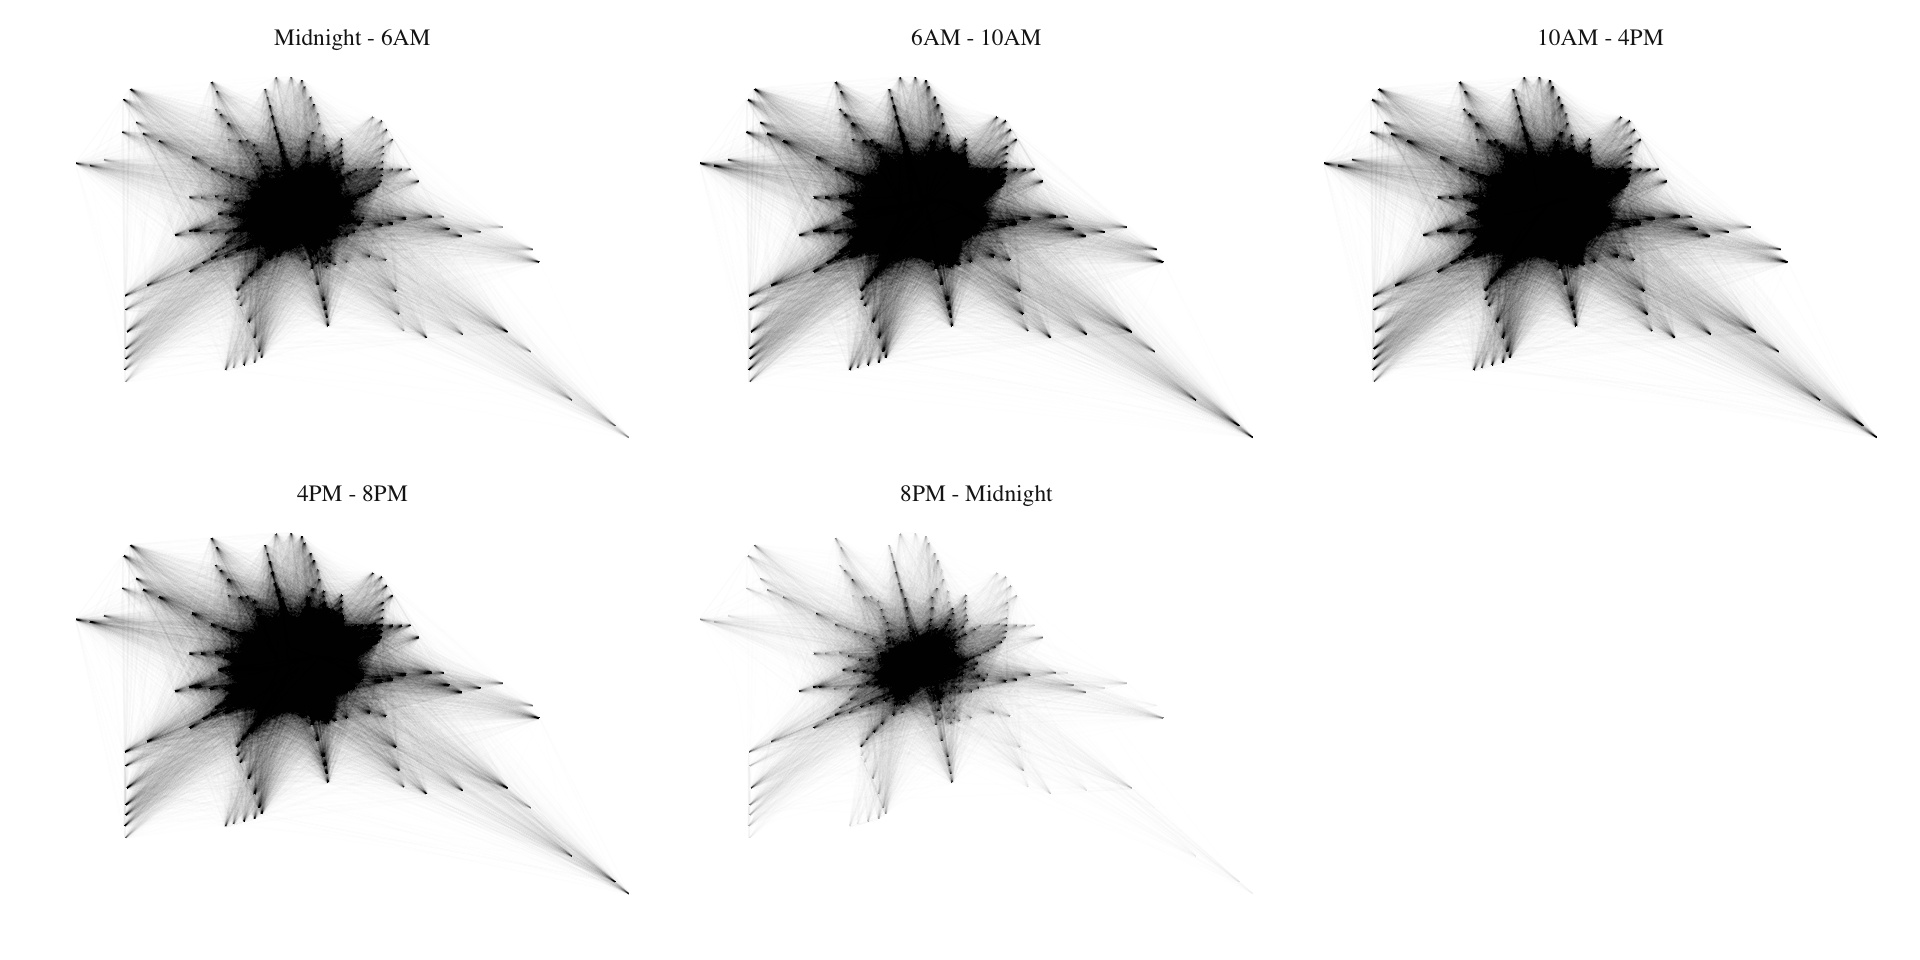 Midnight - 6AM
6AM - 10AM
10AM - 4PM
4PM - 8PM
8PM - Midnight